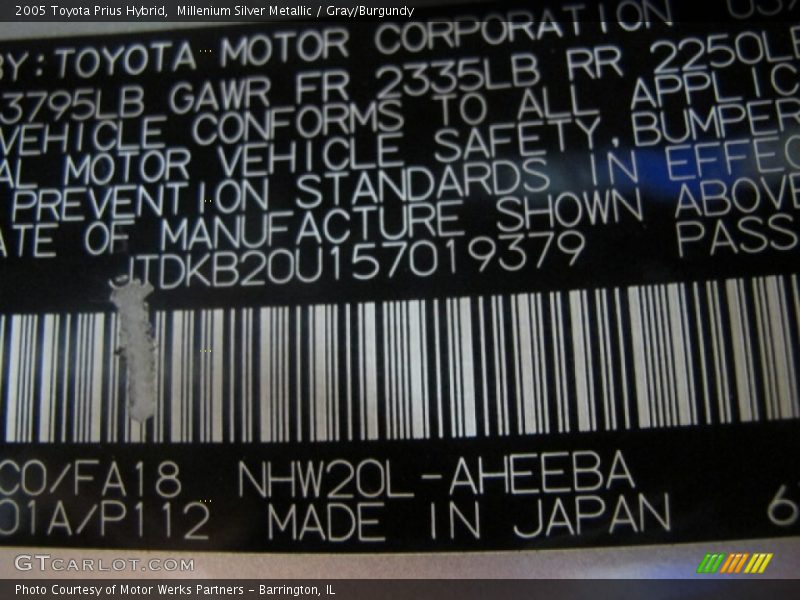 2005 Toyota Prius Hybrid, Millenium Silver Metallic / Gray/Burgundy
BY:TOYOTA MOTOR CORPORATION
3795LB GAWR FR 2335LB RR 2250LB
VEHICLE CONFORMS TO ALL APPLIC
AL MOTOR VEHICLE SAFETY, BUMPER
PREVENTION STANDARDS IN EFFEC
ATE OF MANUFACTURE SHOWN ABOVE
JTDKB20U157019379 PASS
CO/FA18 NHW20L-AHEEBA
01A/P112 MADE IN JAPAN 6
GTCARLOT.COM
Photo Courtesy of Motor Werks Partners - Barrington, IL